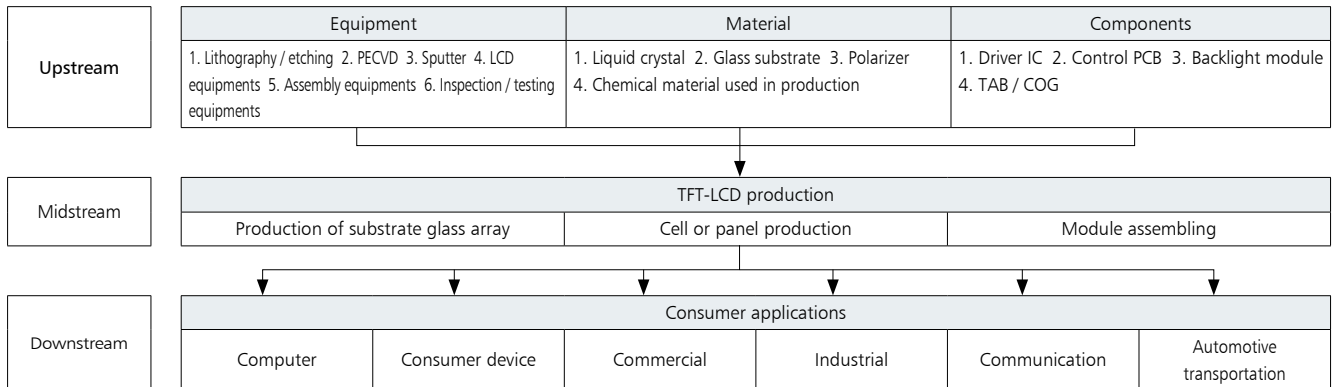 Upstream
Equipment
1. Lithography / etching 2. PECVD 3. Sputter 4. LCD
equipments 5. Assembly equipments 6. Inspection / testing
equipments
Material
1. Liquid crystal 2. Glass substrate 3. Polarizer
4. Chemical material used in production
Components
1. Driver IC 2. Control PCB 3. Backlight module
4. TAB / COG
Midstream
TFT-LCD production
Production of substrate glass array
Cell or panel production
Module assembling
Downstream
Consumer applications
Computer
Consumer device
Commercial
Industrial
Communication
Automotive
transportation